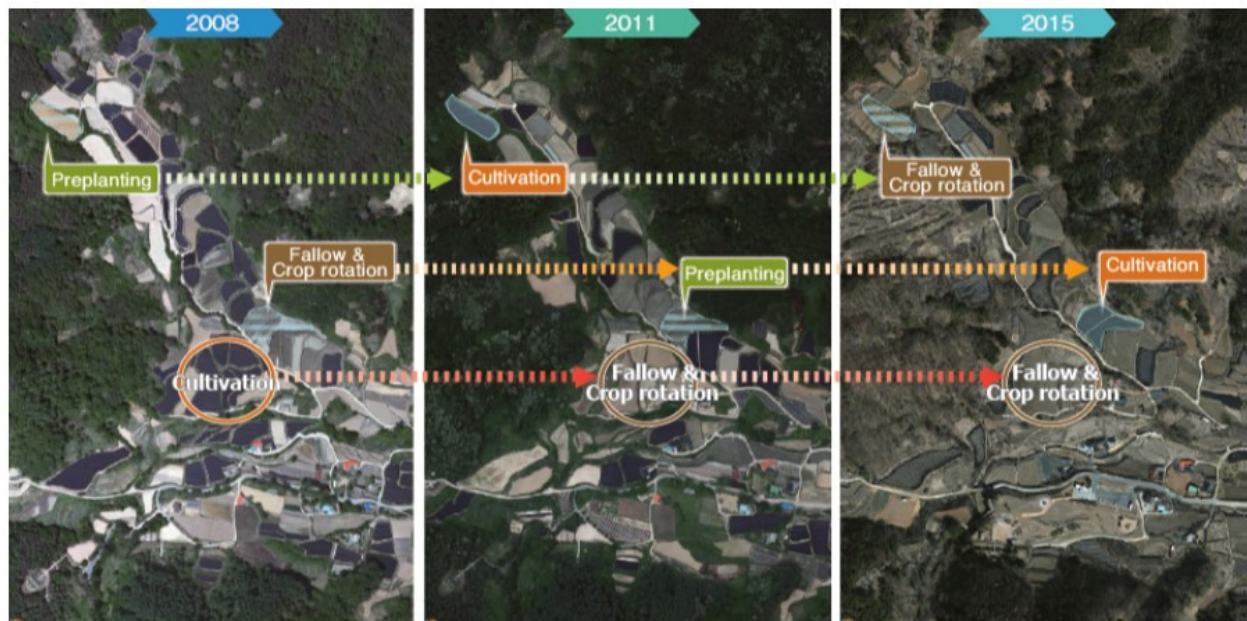 2008
2011
2015
Preplanting
Cultivation
Fallow &
Crop rotation
Fallow &
Crop rotation
Preplanting
Cultivation
Cultivation
Fallow &
Crop rotation
Fallow &
Crop rotation